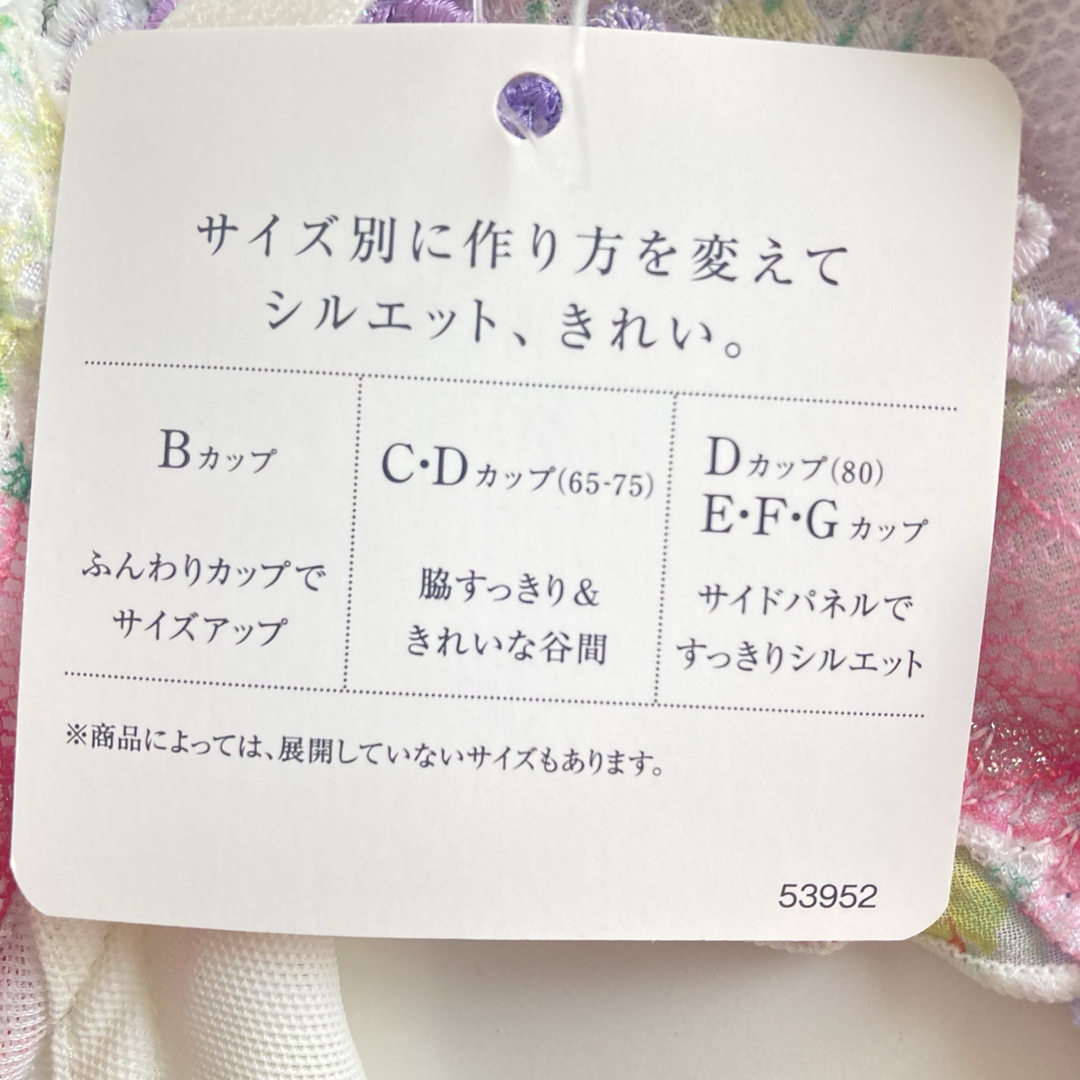 サイズ別に作り方を変えて
シルエット、きれい。
Bカップ
ふんわりカップで
サイズアップ
C・Dカップ(65-75)
脇すっきり&
きれいな谷間
Dカップ(80)
E・F・Gカップ
サイドパネルで
すっきりシルエット
※商品によっては、展開していないサイズもあります。
53952